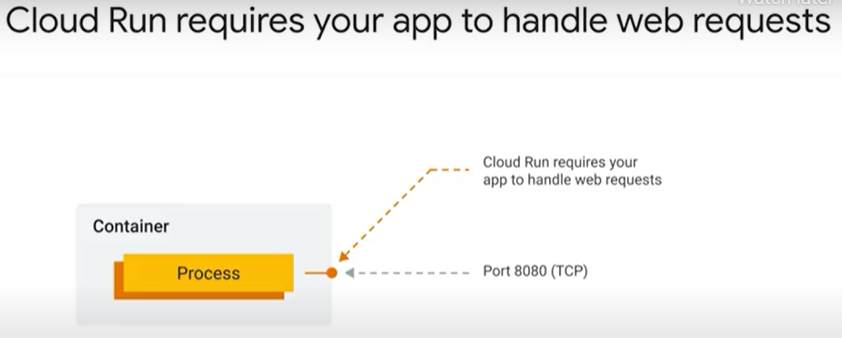 Cloud Run requires your app to handle web requests
Cloud Run requires your
app to handle web requests
Container
Process
Port 8080 (TCP)